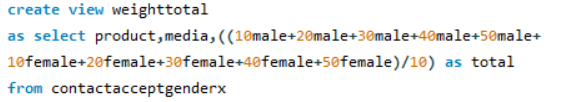 create view weighttotal
as select product,media,((10male+20male+30male+40male+50male+
10female+20female+30female+40female+50female)/10) as total
from contactacceptgenderx